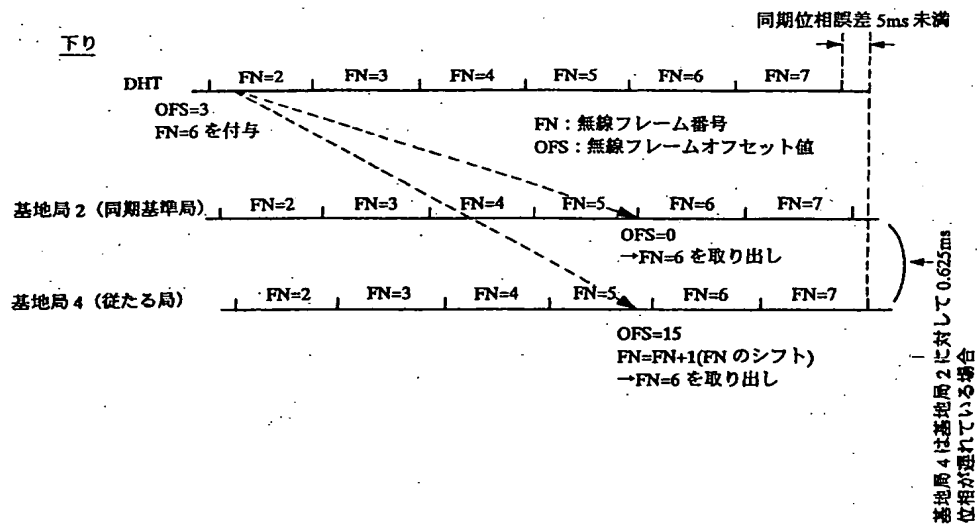 下り
同期位相誤差 5ms 未満
DHT
FN=2 FN=3 FN=4 FN=5 FN=6 FN=7
OFS=3
FN=6 を付与
FN：無線フレーム番号
OFS：無線フレームオフセット値
基地局 2（同期基準局）
FN=2 FN=3 FN=4 FN=5 FN=6 FN=7
OFS=0
→FN=6 を取り出し
基地局 4（従たる局）
FN=2 FN=3 FN=4 FN=5 FN=6 FN=7
OFS=15
FN=FN+1(FN のシフト)
→FN=6 を取り出し
基地局 4 は基地局 2 に対して 0.625ms
位相が遅れている場合